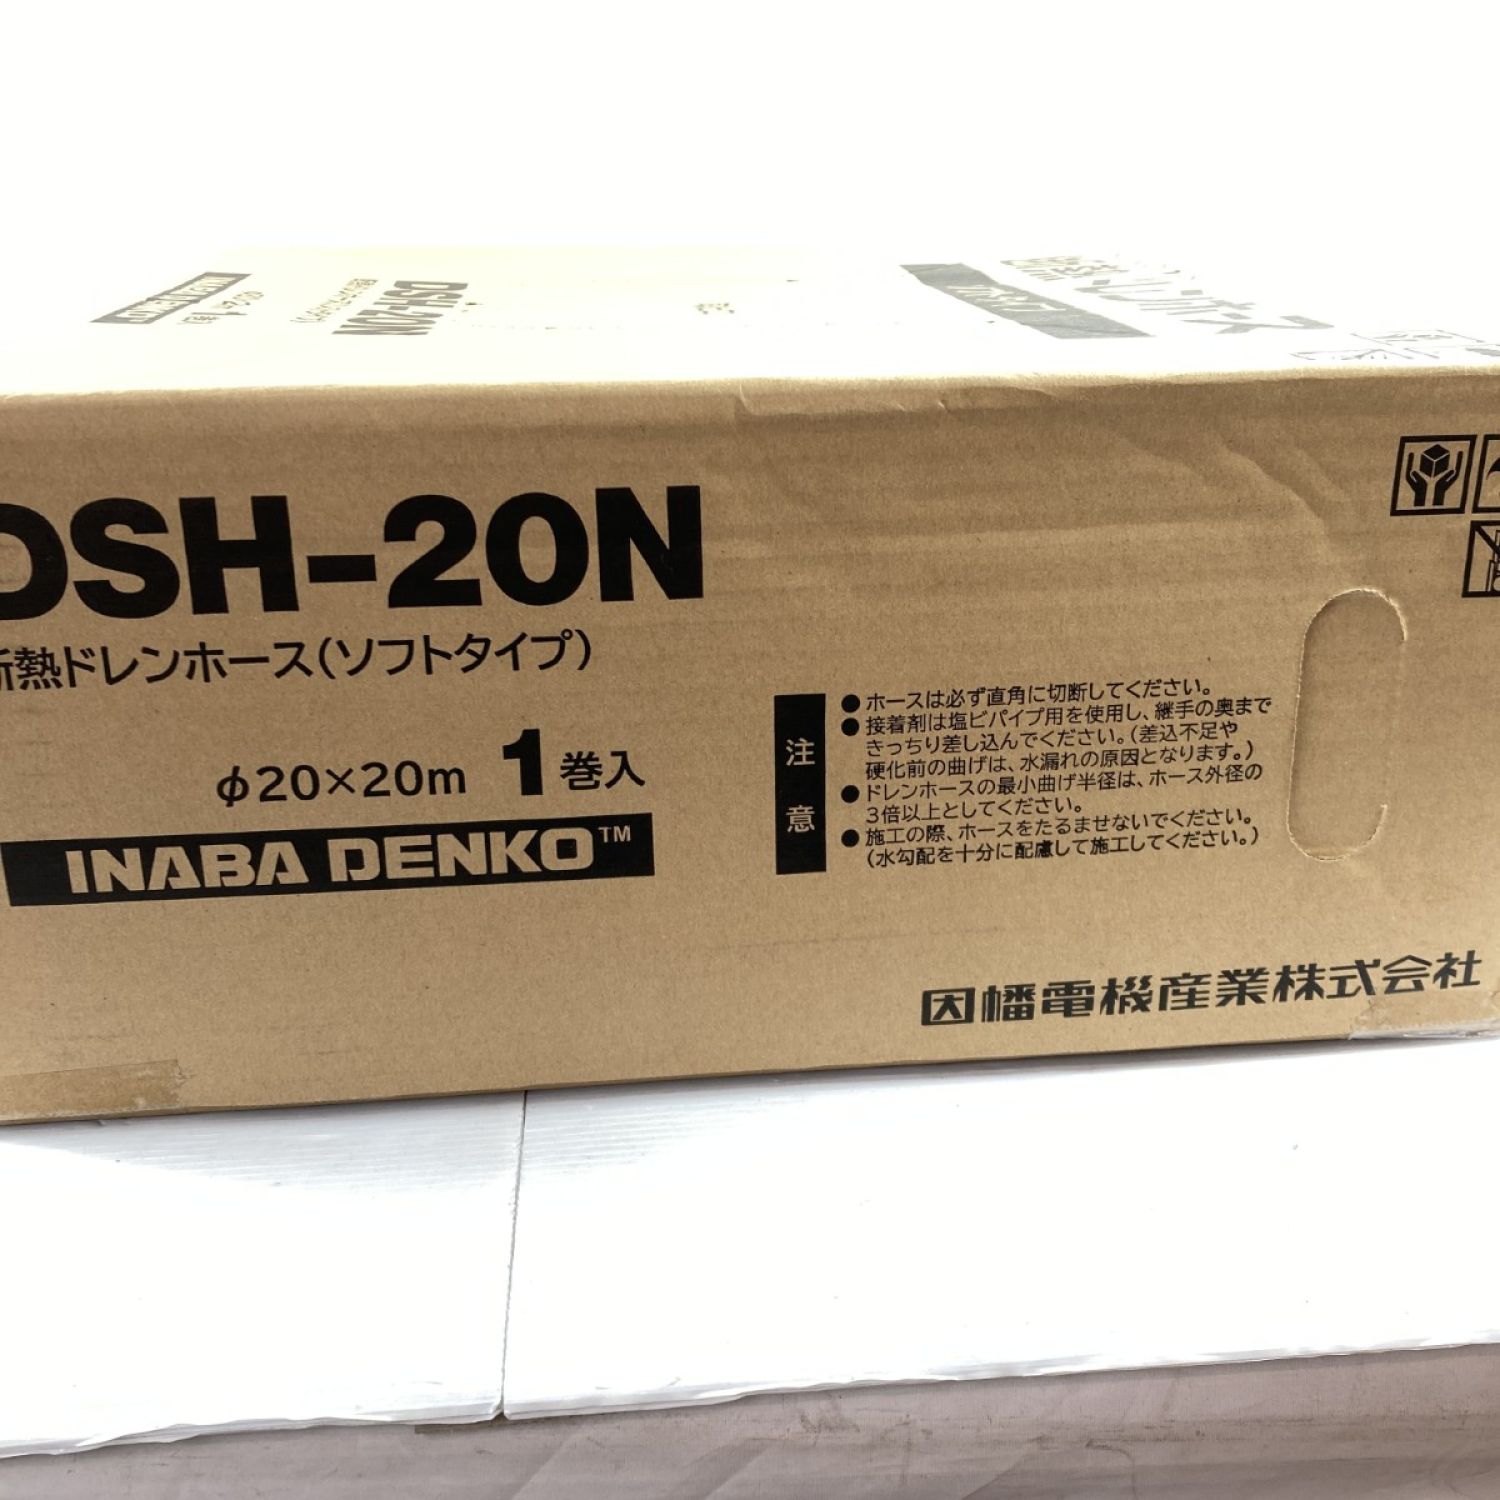 DSH-20N
DSH-20N
断熱ドレンホース(ソフトタイプ)
φ20×20m 1巻入
INABA DENKO™
注意
●ホースは必ず直角に切断してください。
●接着剤は塩ビパイプ用を使用し、継手の奥まで
きっちり差し込んでください。(差込不足や
硬化前の曲げは、水漏れの原因となります。)
●ドレンホースの最小曲げ半径は、ホース外径の
3倍以上としてください。
●施工の際、ホースをたるませないでください。
(水勾配を十分に配慮して施工してください。)
因幡電機産業株式会社